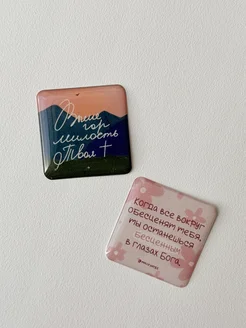 Выше
гор
милость
Твоя
КОГДА ВСЕ ВОКРУГ
ОБЕСЦЕНЯТ ТЕБЯ,
ТЫ ОСТАНЕШЬСЯ
БЕСЦЕННЫМ
В ГЛАЗАХ БОГА